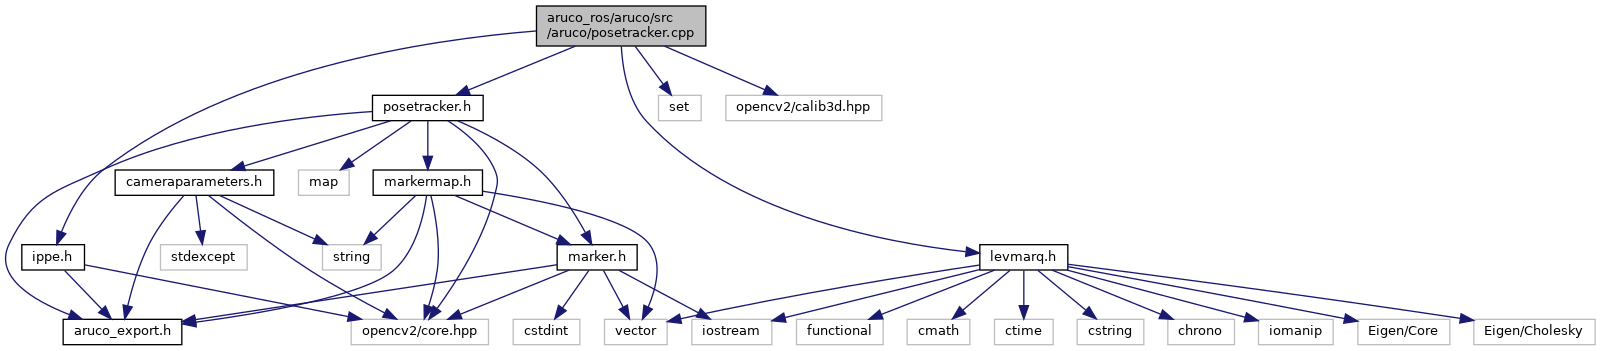 aruco_ros/aruco/src
/aruco/posetracker.cpp
posetracker.h
set
opencv2/calib3d.hpp
cameraparameters.h
map
markermap.h
ippe.h
stdexcept
string
marker.h
levmarq.h
aruco_export.h
opencv2/core.hpp
cstdint
vector
iostream
functional
cmath
ctime
cstring
chrono
iomanip
Eigen/Core
Eigen/Cholesky